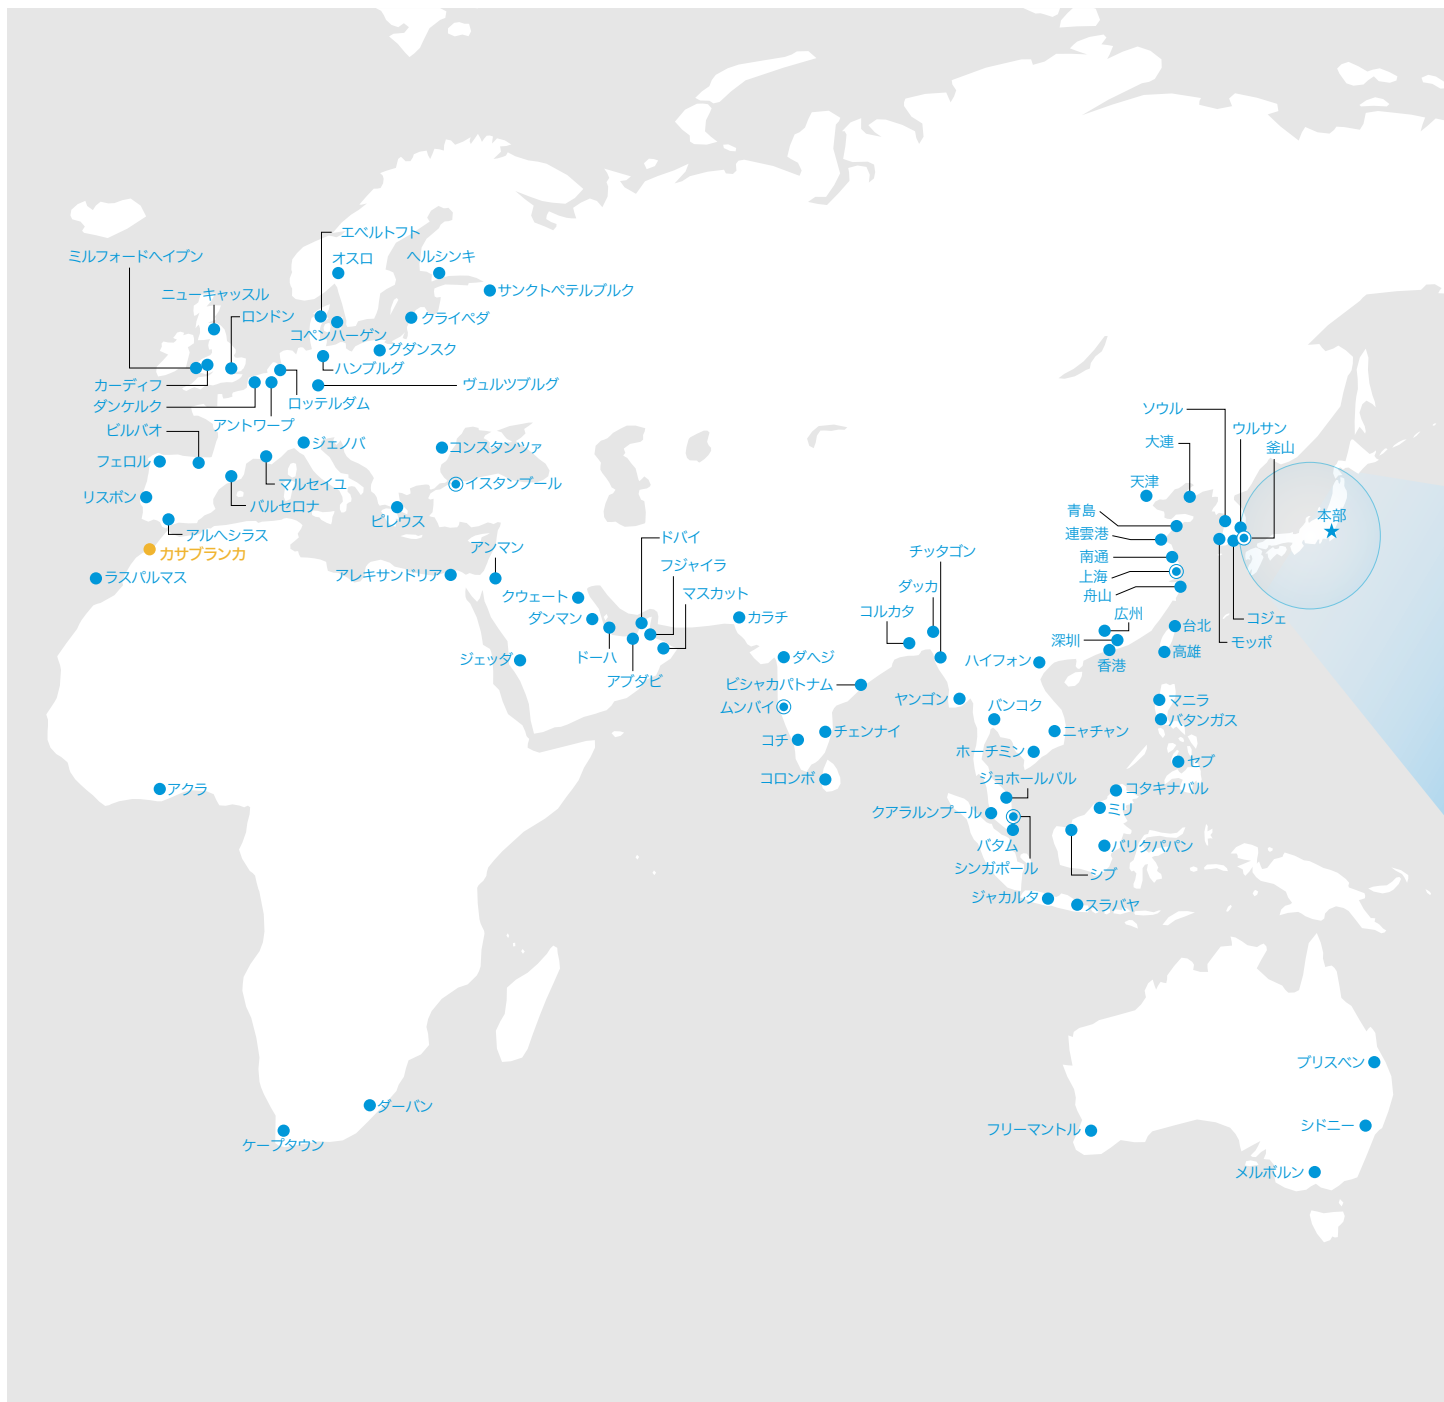 エベルトフト
ミルフォードヘイブン
オスロ
ヘルシンキ
サンクトペテルブルク
ニューキャッスル
ロンドン
クライペダ
コペンハーゲン
グダンスク
ハンブルグ
カーディフ
ヴュルツブルグ
ダンケルク
ロッテルダム
アントワープ
ビルバオ
ジェノバ
コンスタンツァ
フェロル
マルセイユ
イスタンブール
リスボン
バルセロナ
ピレウス
アルヘシラス
カサブランカ
ラスパルマス
アンマン
アレキサンドリア
ドバイ
フジャイラ
マスカット
クウェート
ダンマン
カラチ
ジェッダ
ドーハ
アブダビ
チッタゴン
ダッカ
コルカタ
ダヘジ
ビシャカパトナム
ムンバイ
チェンナイ
コチ
コロンボ
ソウル
ウルサン
大連
釜山
天津
青島
本部
連雲港
南通
上海
舟山
広州
コジェ
台北
深圳
モッポ
高雄
香港
ハイフォン
ヤンゴン
バンコク
マニラ
バタンガス
ニャチャン
ホーチミン
セブ
ジョホールバル
コタキナバル
クアラルンプール
ミリ
バタム
バリクパパン
シンガポール
シブ
ジャカルタ
スラバヤ
アクラ
ダーバン
ケープタウン
ブリスベン
フリーマントル
シドニー
メルボルン